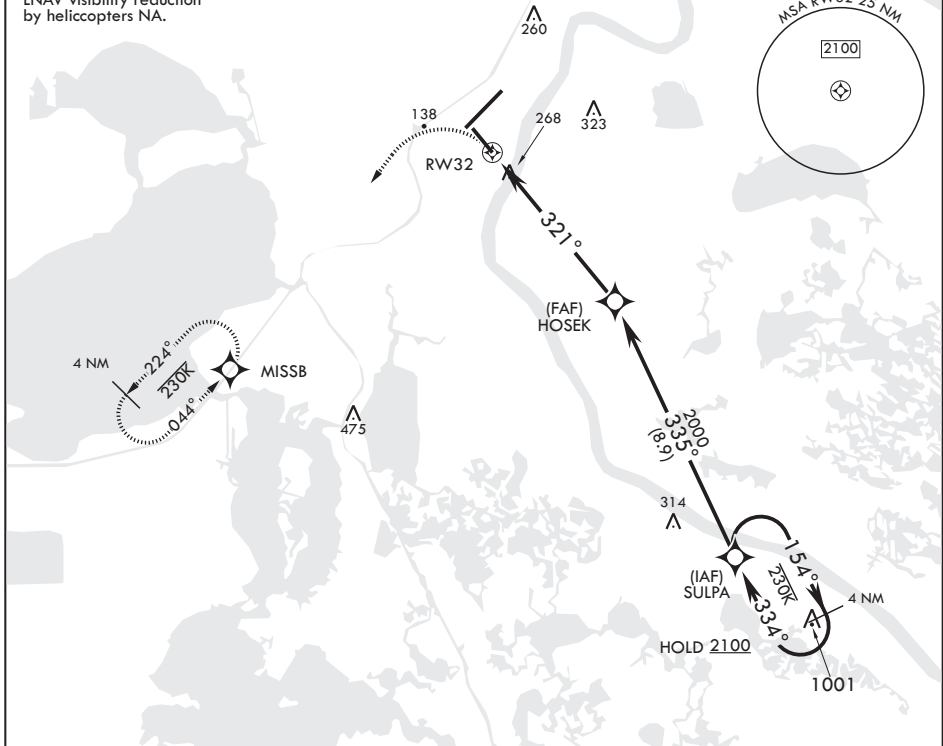 LNAV visibility reduction
by heliccopters NA.
MSA RW32 25 NM
2100
260
323
138
268
RW32
321°
(FAF)
HOSEK
4 NM
224°
230K
044°
MISSB
475
2000
335°
(8.9)
314
(IAF)
SULPA
154°
230K
334°
4 NM
HOLD 2100
1001